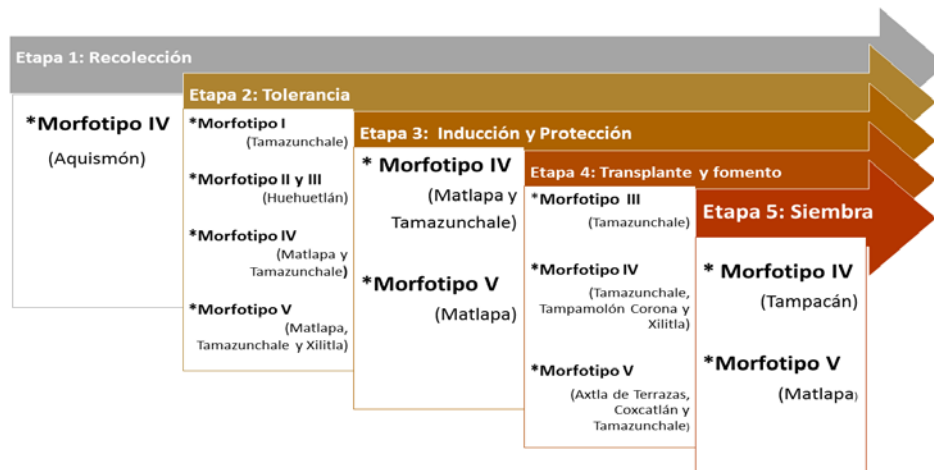 Etapa 1: Recolección
*Morfotipo IV
(Aquismón)
Etapa 2: Tolerancia
*Morfotipo I
(Tamazunchale)
*Morfotipo II y III
(Huehuetlán)
*Morfotipo IV
(Matlapa y
Tamazunchale)
*Morfotipo V
(Matlapa,
Tamazunchale y Xilitla)
Etapa 3: Inducción y Protección
* Morfotipo IV
(Matlapa y
Tamazunchale)
*Morfotipo V
(Matlapa)
Etapa 4: Transplante y fomento
*Morfotipo III
(Tamazunchale)
*Morfotipo IV
(Tamazunchale,
Tampamolón Corona y
Xilitla)
*Morfotipo V
(Axtla de Terrazas,
Coxcatlán y
Tamazunchale)
Etapa 5: Siembra
* Morfotipo IV
(Tampacán)
*Morfotipo V
(Matlapa)